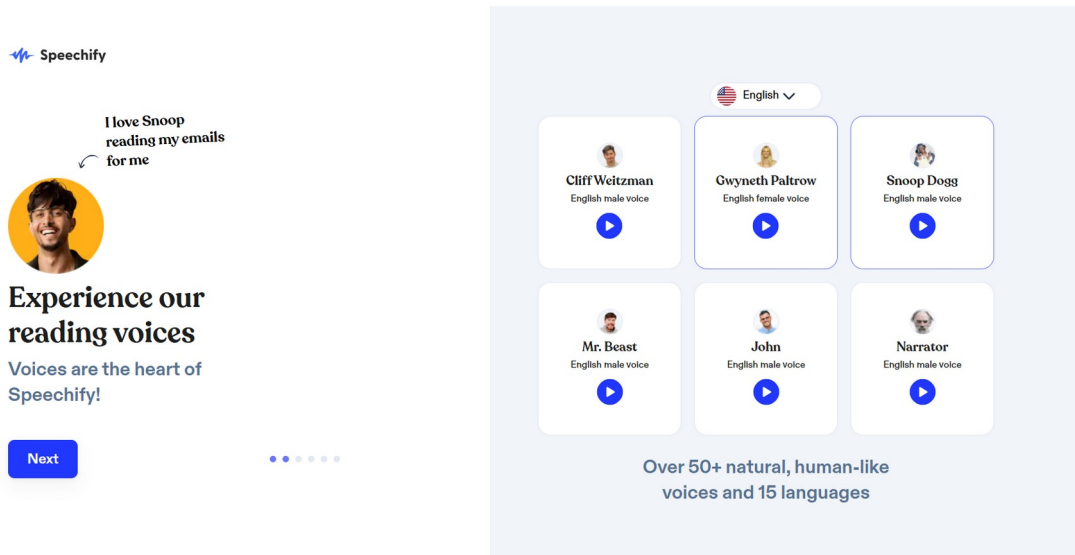 Speechify
I love Snoop
reading my emails
for me
Experience our
reading voices
Voices are the heart of
Speechify!
Next
English
Cliff Weitzman
English male voice
Gwyneth Paltrow
English female voice
Snoop Dogg
English male voice
Mr. Beast
English male voice
John
English male voice
Narrator
English male voice
Over 50+ natural, human-like
voices and 15 languages